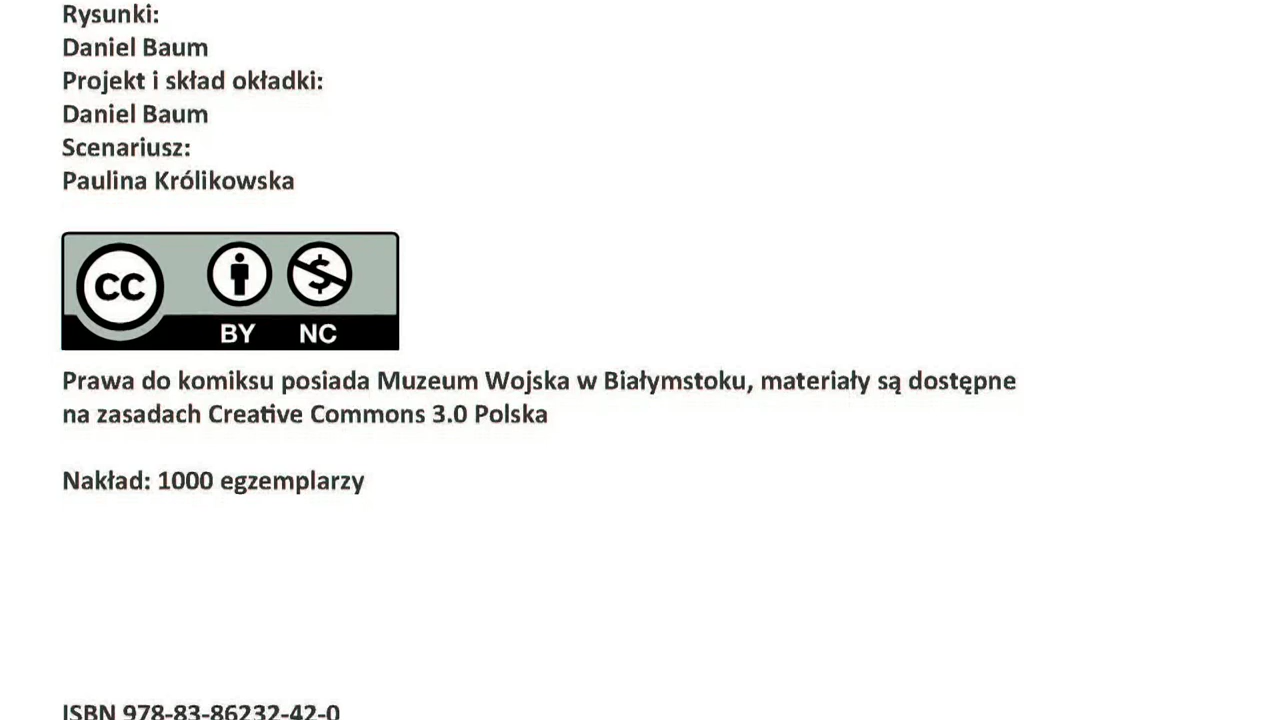 Rysunki:
Daniel Baum
Projekt i skład okładki:
Daniel Baum
Scenariusz:
Paulina Królikowska
CC
BY NC
Prawa do komiksu posiada Muzeum Wojska w Białymstoku, materiały są dostępne
na zasadach Creative Commons 3.0 Polska
Nakład: 1000 egzemplarzy
ISBN 978-83-86232-42-0